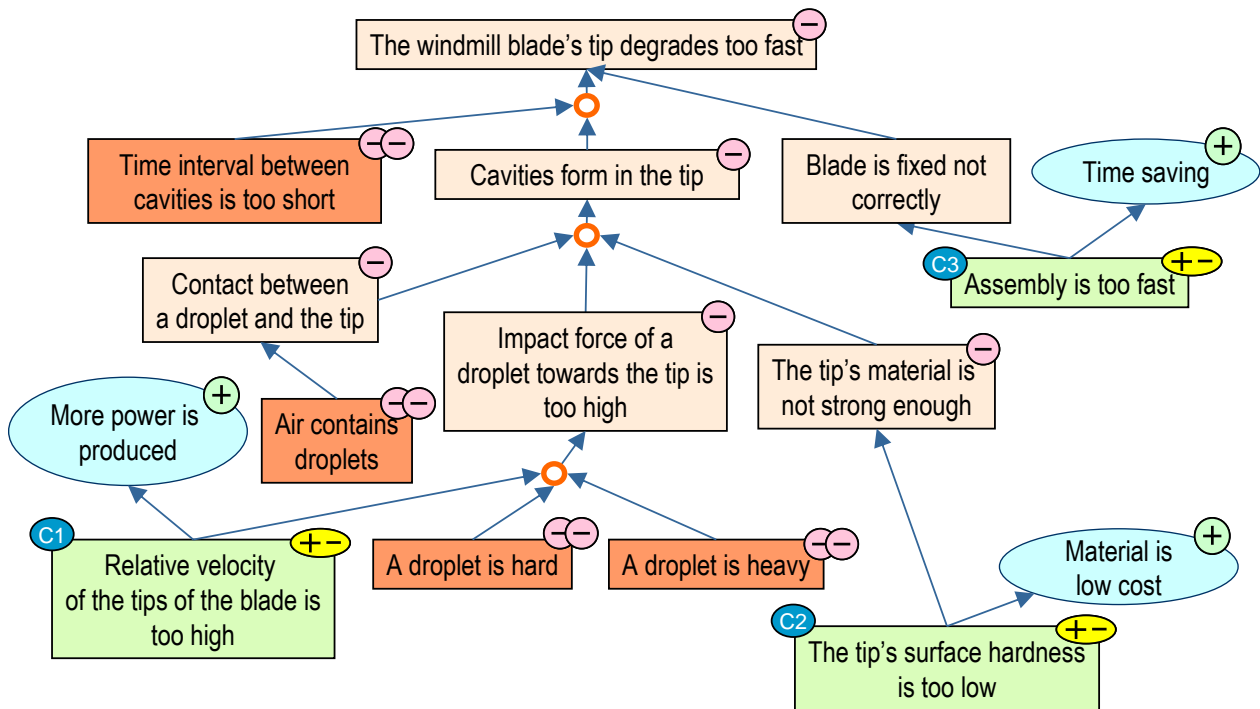 The windmill blade's tip degrades too fast
−
− −
Time interval between
cavities is too short
−
Cavities form in the tip
Blade is fixed not
correctly
+
Time saving
−
Contact between
a droplet and the tip
C3
+ −
Assembly is too fast
−
Impact force of a
droplet towards the tip is
too high
−
The tip's material is
not strong enough
+
More power is
produced
− −
Air contains
droplets
C1
+ −
Relative velocity
of the tips of the blade is
too high
− −
A droplet is hard
− −
A droplet is heavy
+
Material is
low cost
C2
+ −
The tip's surface hardness
is too low